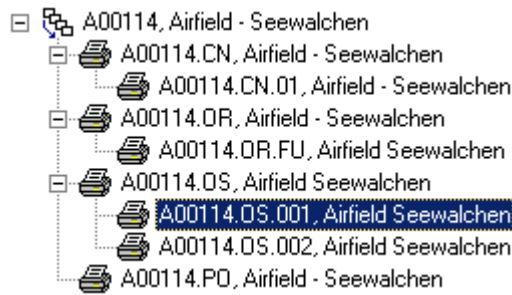 A00114, Airfield - Seewalchen
A00114.CN, Airfield - Seewalchen
A00114.CN.01, Airfield - Seewalchen
A00114.OR, Airfield - Seewalchen
A00114.OR.FU, Airfield Seewalchen
A00114.OS, Airfield Seewalchen
A00114.OS.001, Airfield Seewalchen
A00114.OS.002, Airfield Seewalchen
A00114.PO, Airfield - Seewalchen